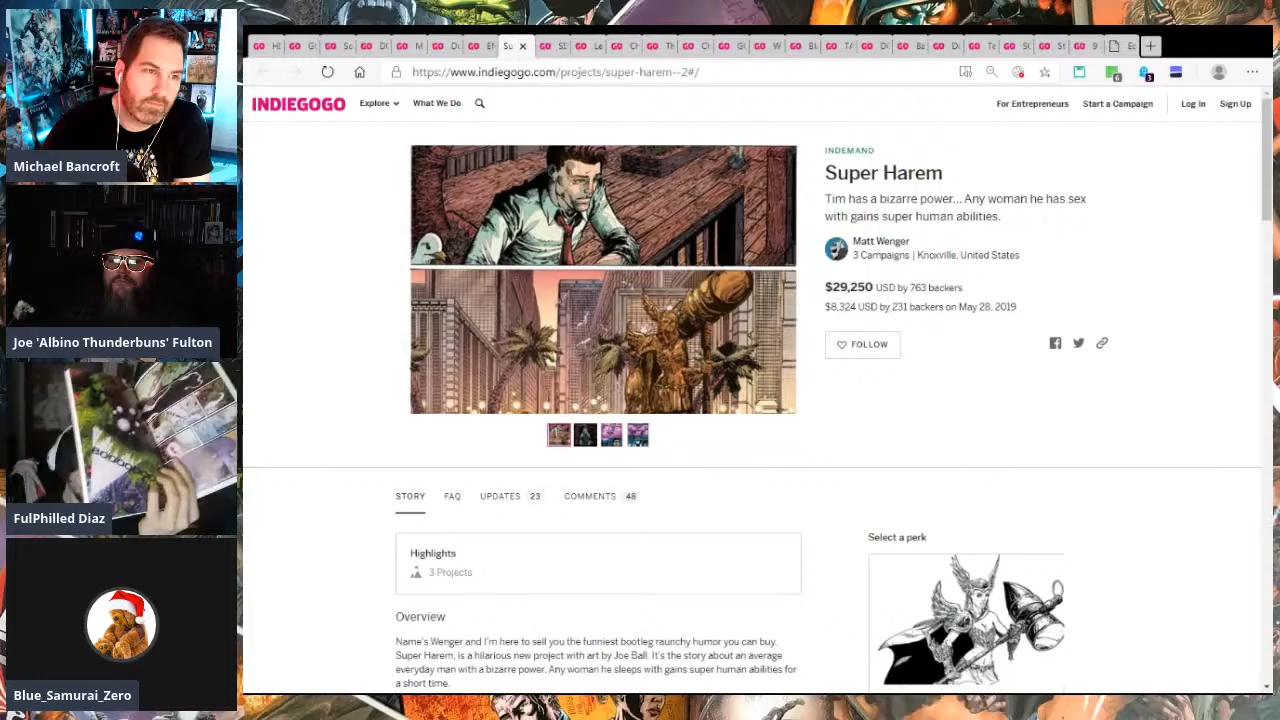 Michael Bancroft
Joe 'Albino Thunderbuns' Fulton
FulPhilled Diaz
Blue_Samurai_Zero
Su
https://www.indiegogo.com/projects/super-harem--2#/
INDIEGOGO
Explore
What We Do
For Entrepreneurs
Start a Campaign
Log In
Sign Up
INDEMAND
Super Harem
Tim has a bizarre power... Any woman he has sex
with gains super human abilities.
Matt Wenger
3 Campaigns | Knoxville, United States
$29,250 USD by 763 backers
$8,324 USD by 231 backers on May 28, 2019
FOLLOW
STORY FAQ UPDATES 23 COMMENTS 48
Select a perk
Highlights
3 Projects
Overview
Name's Wenger and I'm here to sell you the funniest bootleg raunchy humor you can buy.
Super Harem, is a hilarious new project with art by Joe Ball. It's the story about an average
everyday man with a bizarre power. Any woman he sleeps with gains super human abilities for
a short time.